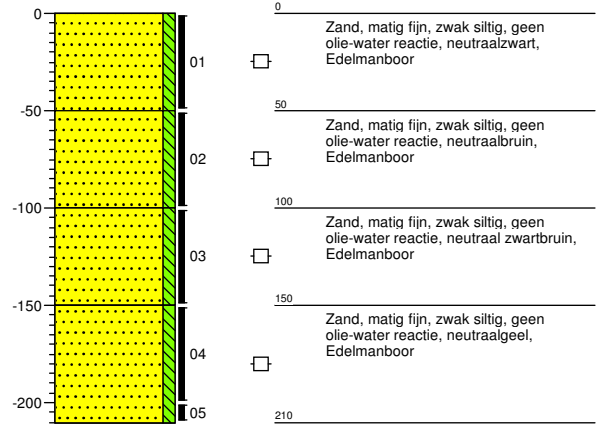 0
0
Zand, matig fijn, zwak siltig, geen
olie-water reactie, neutraalzwart,
Edelmanboor
01
-50
50
Zand, matig fijn, zwak siltig, geen
olie-water reactie, neutraalbruin,
Edelmanboor
02
-100
100
Zand, matig fijn, zwak siltig, geen
olie-water reactie, neutraal zwartbruin,
Edelmanboor
03
-150
150
Zand, matig fijn, zwak siltig, geen
olie-water reactie, neutraalgeel,
Edelmanboor
04
-200
05
210